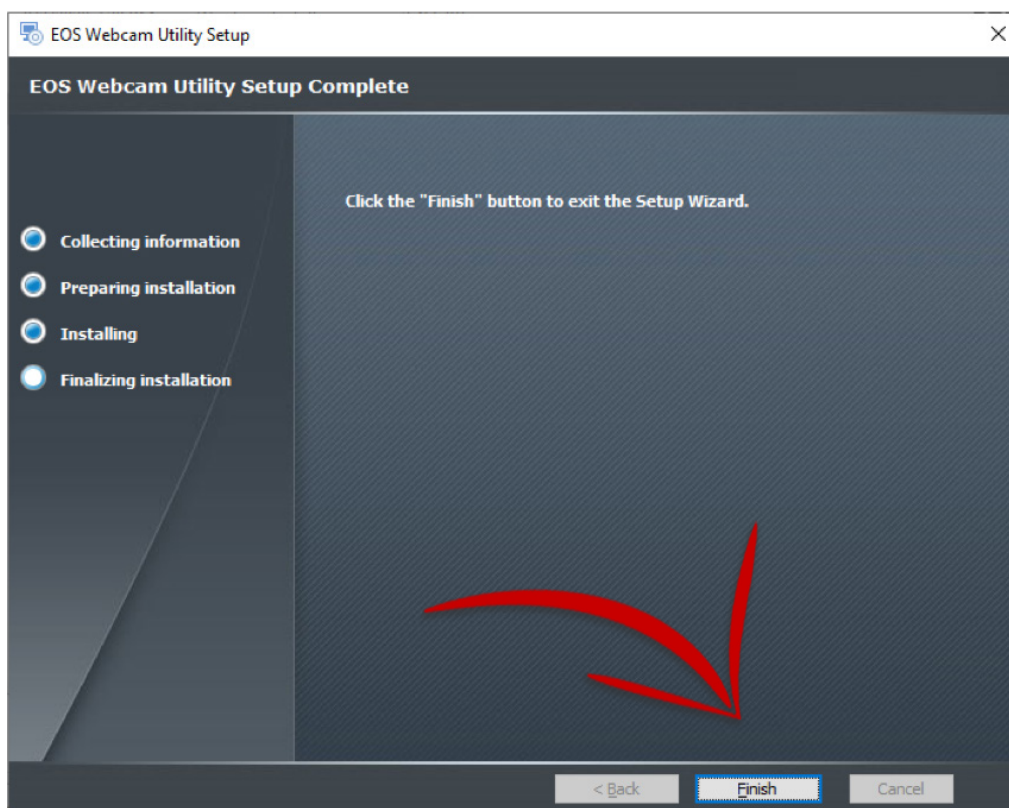 EOS Webcam Utility Setup
EOS Webcam Utility Setup Complete
Click the "Finish" button to exit the Setup Wizard.
Collecting information
Preparing installation
Installing
Finalizing installation
< Back
Finish
Cancel